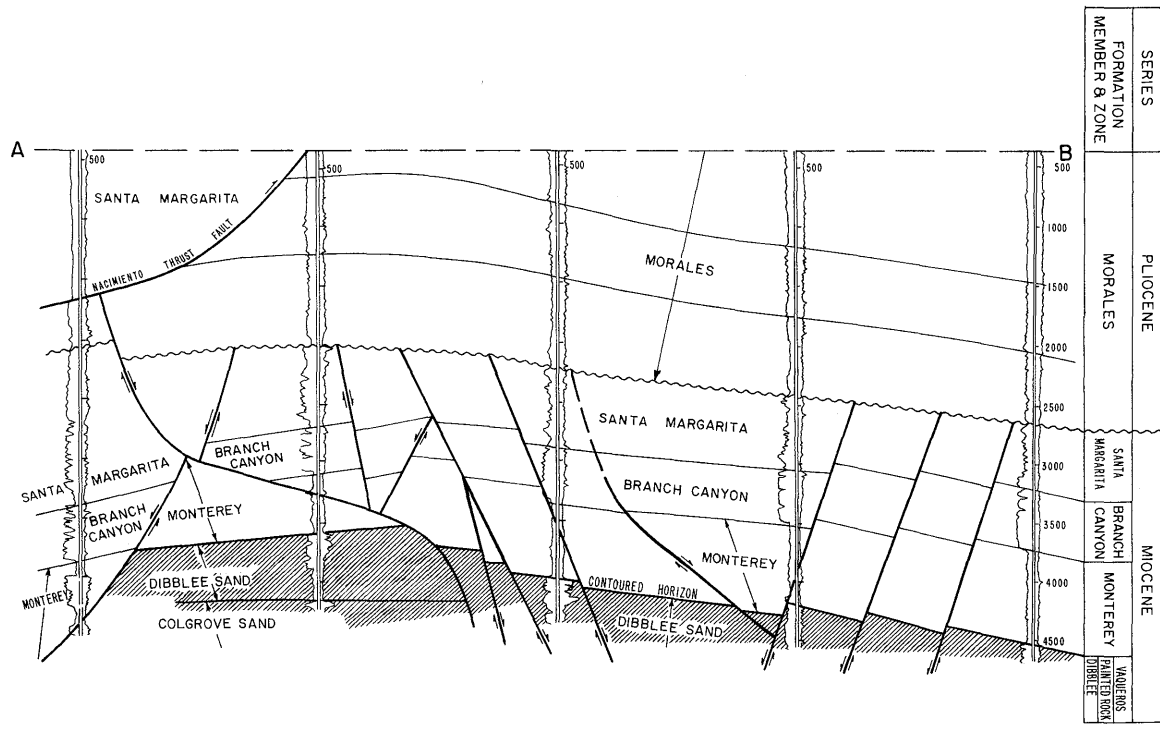 SERIES
FORMATION
MEMBER & ZONE
A
B
500
500
500
500
500
1000
1500
2000
2500
3000
3500
4000
4500
PLIOCENE
MORALES
MIOCENE
SANTA
MARGARITA
BRANCH
CANYON
MONTEREY
VAQUEROS
PAINTED ROCK
DIBBLEE
SANTA MARGARITA
NACIMIENTO THRUST FAULT
MORALES
SANTA MARGARITA
BRANCH
CANYON
SANTA MARGARITA
BRANCH CANYON
BRANCH
CANYON
MONTEREY
MONTEREY
MONTEREY
DIBBLEE SAND
CONTOURED HORIZON
COLGROVE SAND
DIBBLEE SAND